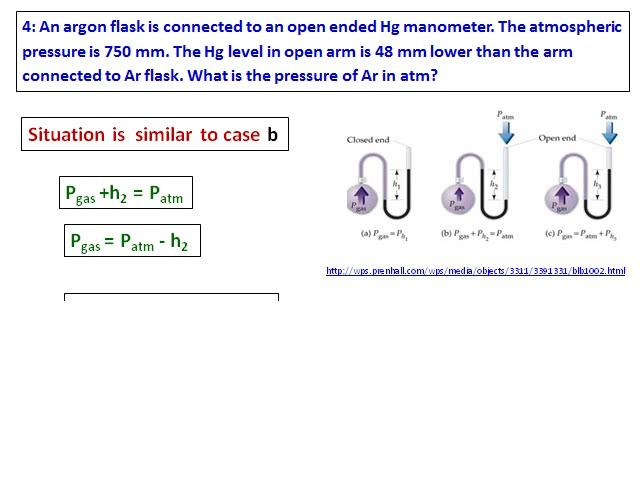 4: An argon flask is connected to an open ended Hg manometer. The atmospheric
pressure is 750 mm. The Hg level in open arm is 48 mm lower than the arm
connected to Ar flask. What is the pressure of Ar in atm?
Situation is similar to case b
Pgas +h2 = Patm
Pgas = Patm - h2
Patm
Patm
Closed end
Open end
h1
h2
h3
Pgas
Pgas
Pgas
(a) Pgas = Ph1
(b) Pgas + Ph2 = Patm
(c) Pgas = Patm + Ph3
http://wps.prenhall.com/wps/media/objects/3311/3391331/blb1002.html